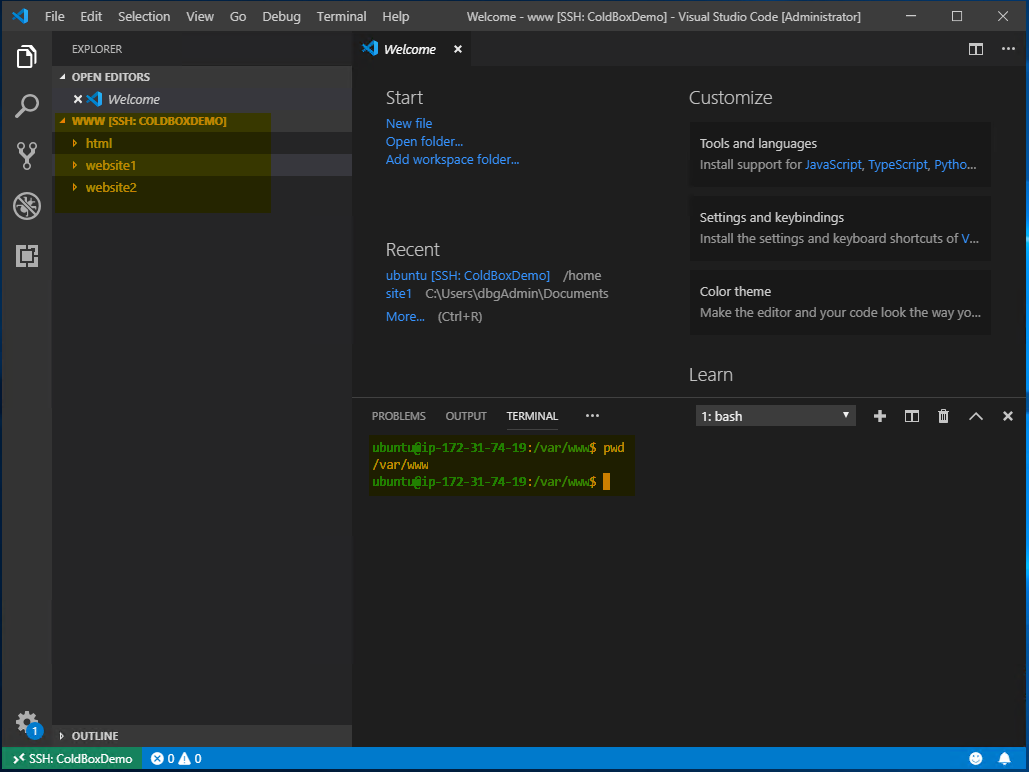 File Edit Selection View Go Debug Terminal Help Welcome - www [SSH: ColdBoxDemo] - Visual Studio Code [Administrator]
EXPLORER
OPEN EDITORS
Welcome
WWW [SSH: COLDBOXDEMO]
html
website1
website2
OUTLINE
Welcome
Start
New file
Open folder...
Add workspace folder...
Recent
ubuntu [SSH: ColdBoxDemo] /home
site1 C:\Users\dbgAdmin\Documents
More... (Ctrl+R)
Customize
Tools and languages
Install support for JavaScript, TypeScript, Pytho...
Settings and keybindings
Install the settings and keyboard shortcuts of V...
Color theme
Make the editor and your code look the way yo...
Learn
PROBLEMS OUTPUT TERMINAL ... 1: bash
ubuntu@ip-172-31-74-19:/var/www$ pwd
/var/www
ubuntu@ip-172-31-74-19:/var/www$
1
SSH: ColdBoxDemo 0 0